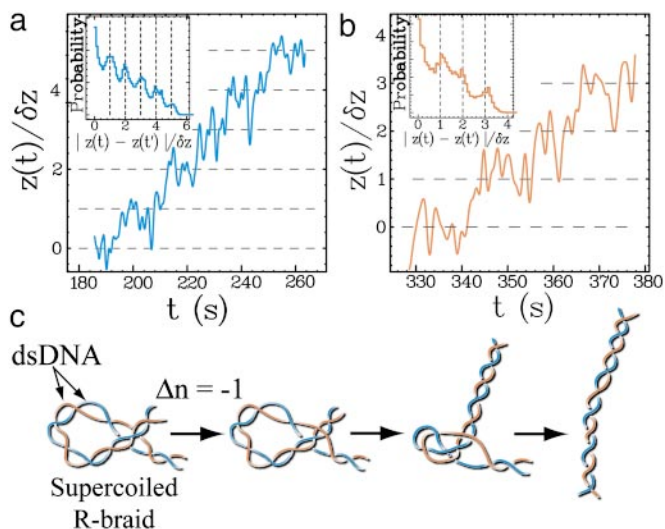 a
Probability
0 2 4 6
| z(t) − z(t') |/δz
z(t)/δz
4
2
0
180 200 220 240 260
t (s)
b
Probability
0 1 2 3 4
| z(t) − z(t') |/δz
z(t)/δz
4
3
2
1
0
330 340 350 360 370 380
t (s)
c
dsDNA
Δn = -1
Supercoiled
R-braid